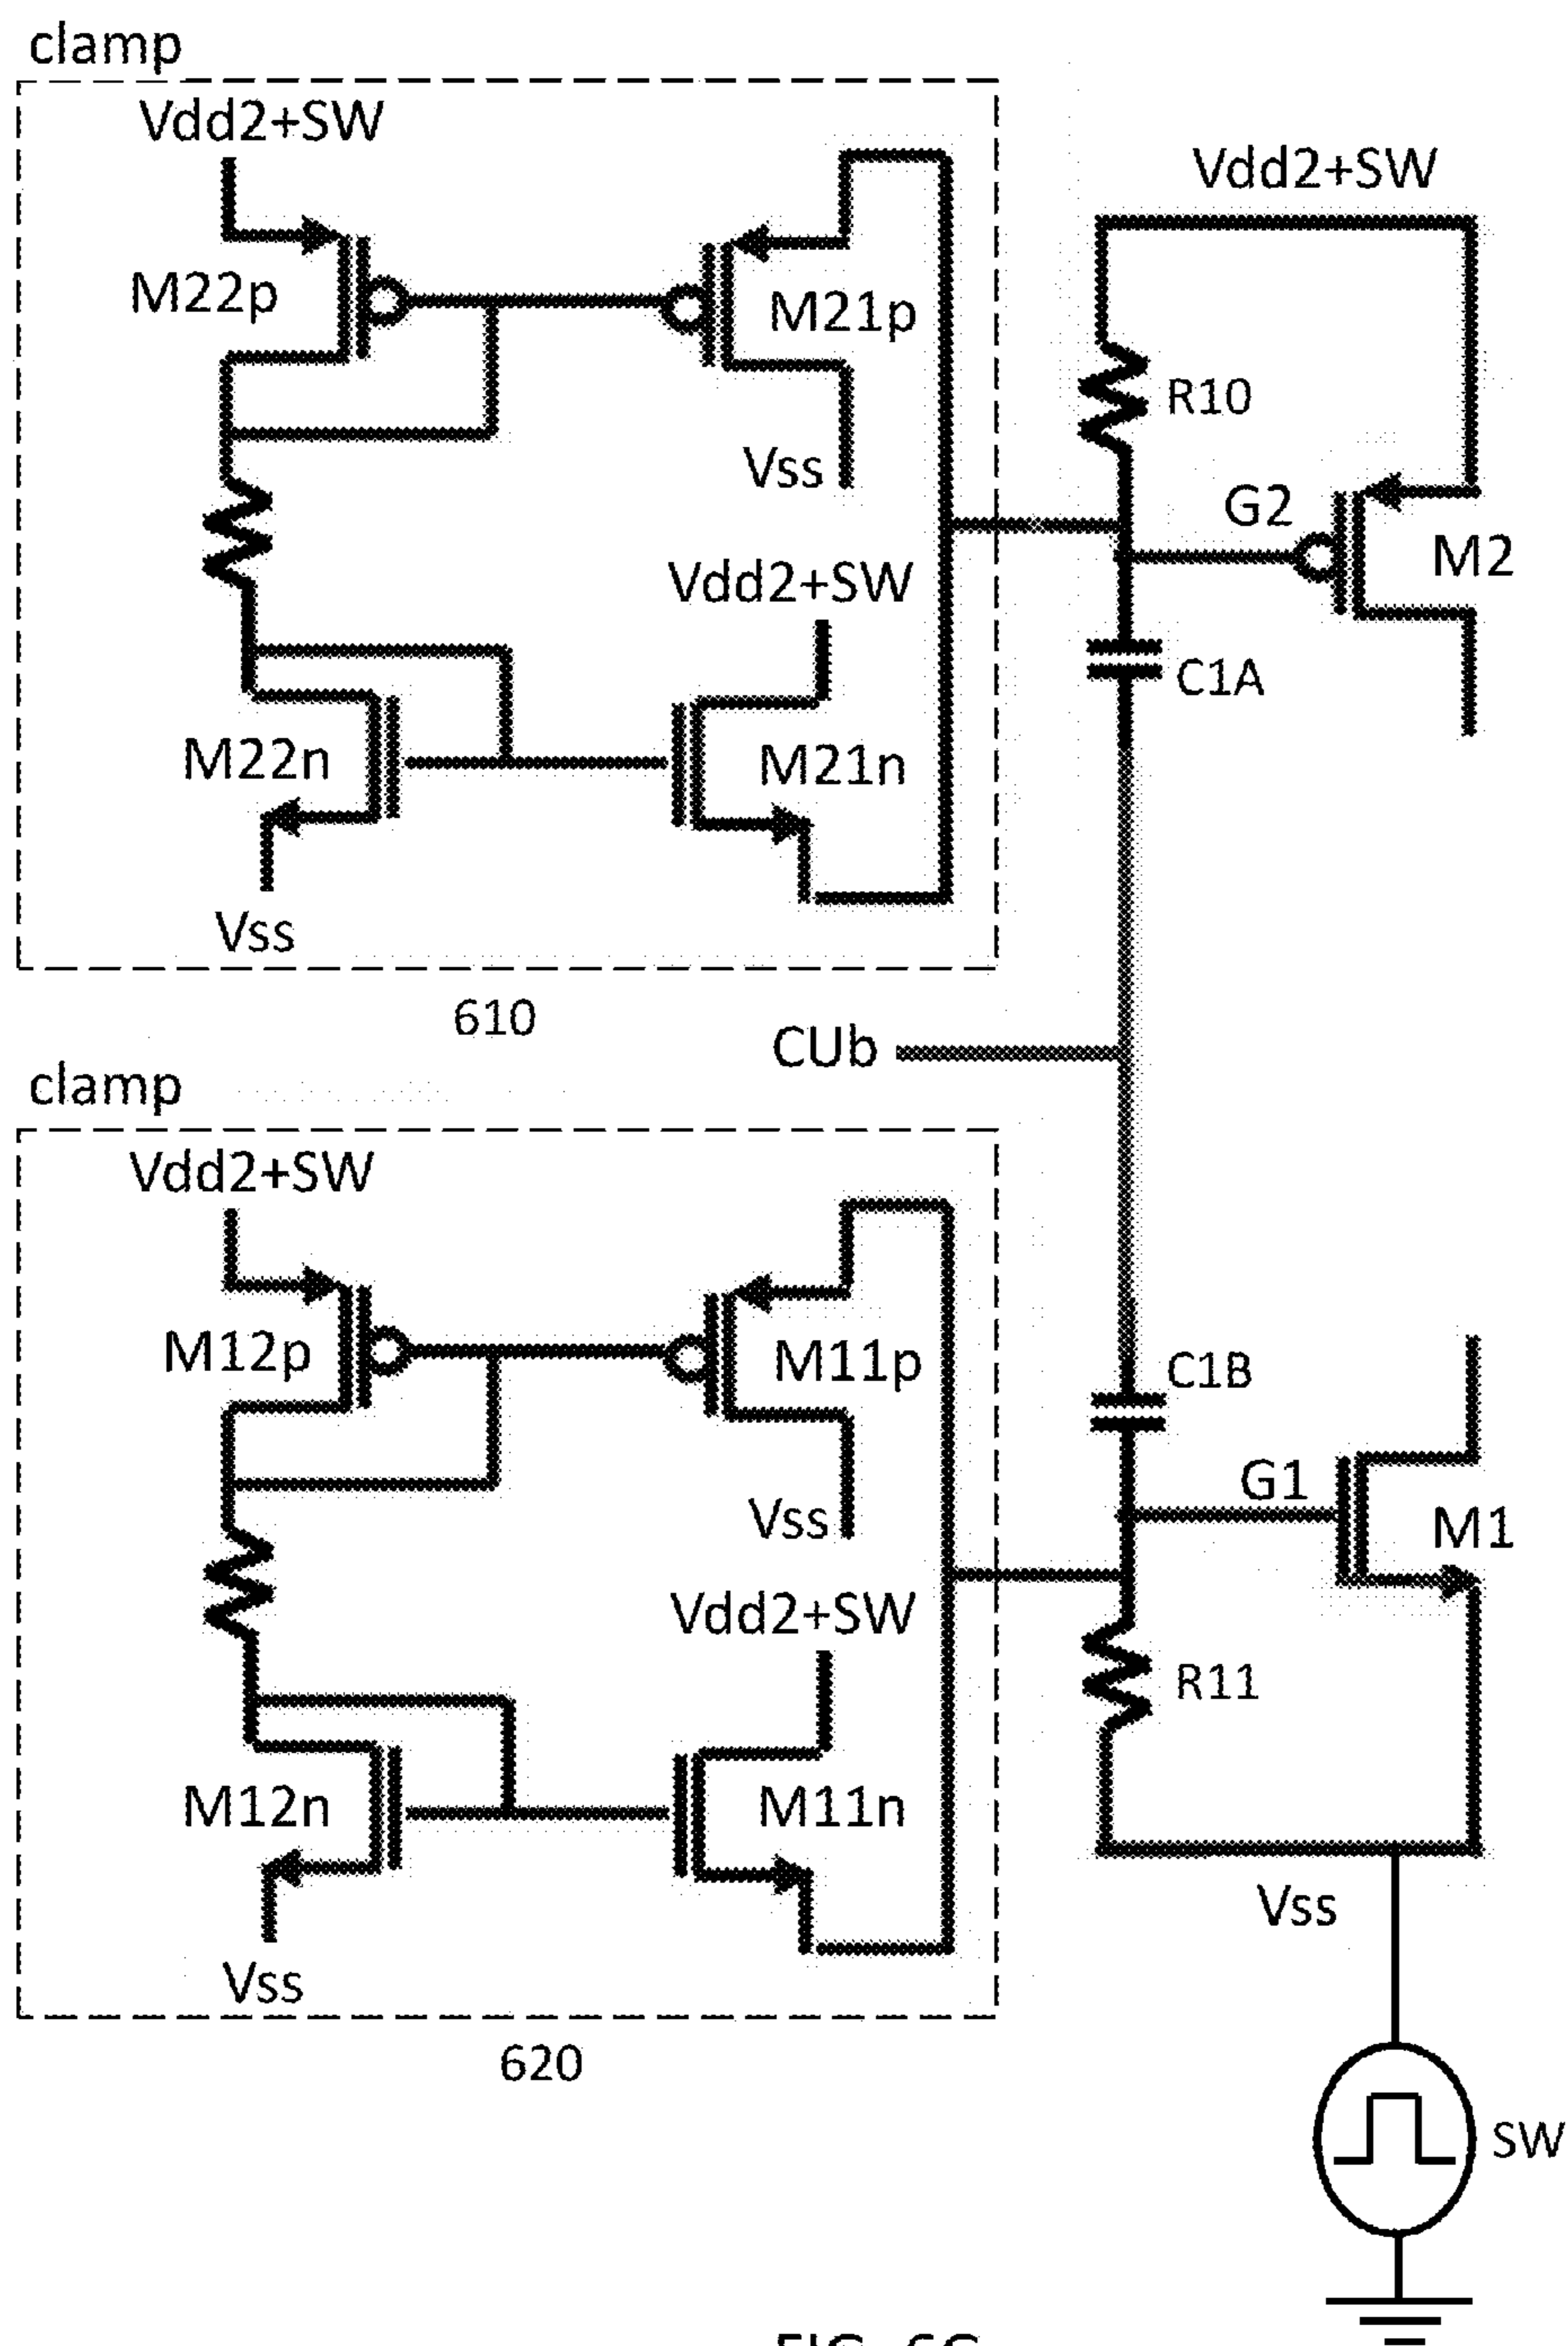 clamp
Vdd2+SW
Vdd2+SW
M22p
M21p
R10
Vss
G2
M2
Vdd2+SW
C1A
M22n
M21n
Vss
610
CUb
clamp
Vdd2+SW
M12p
M11p
C1B
G1
Vss
M1
Vdd2+SW
R11
M12n
M11n
Vss
Vss
620
SW